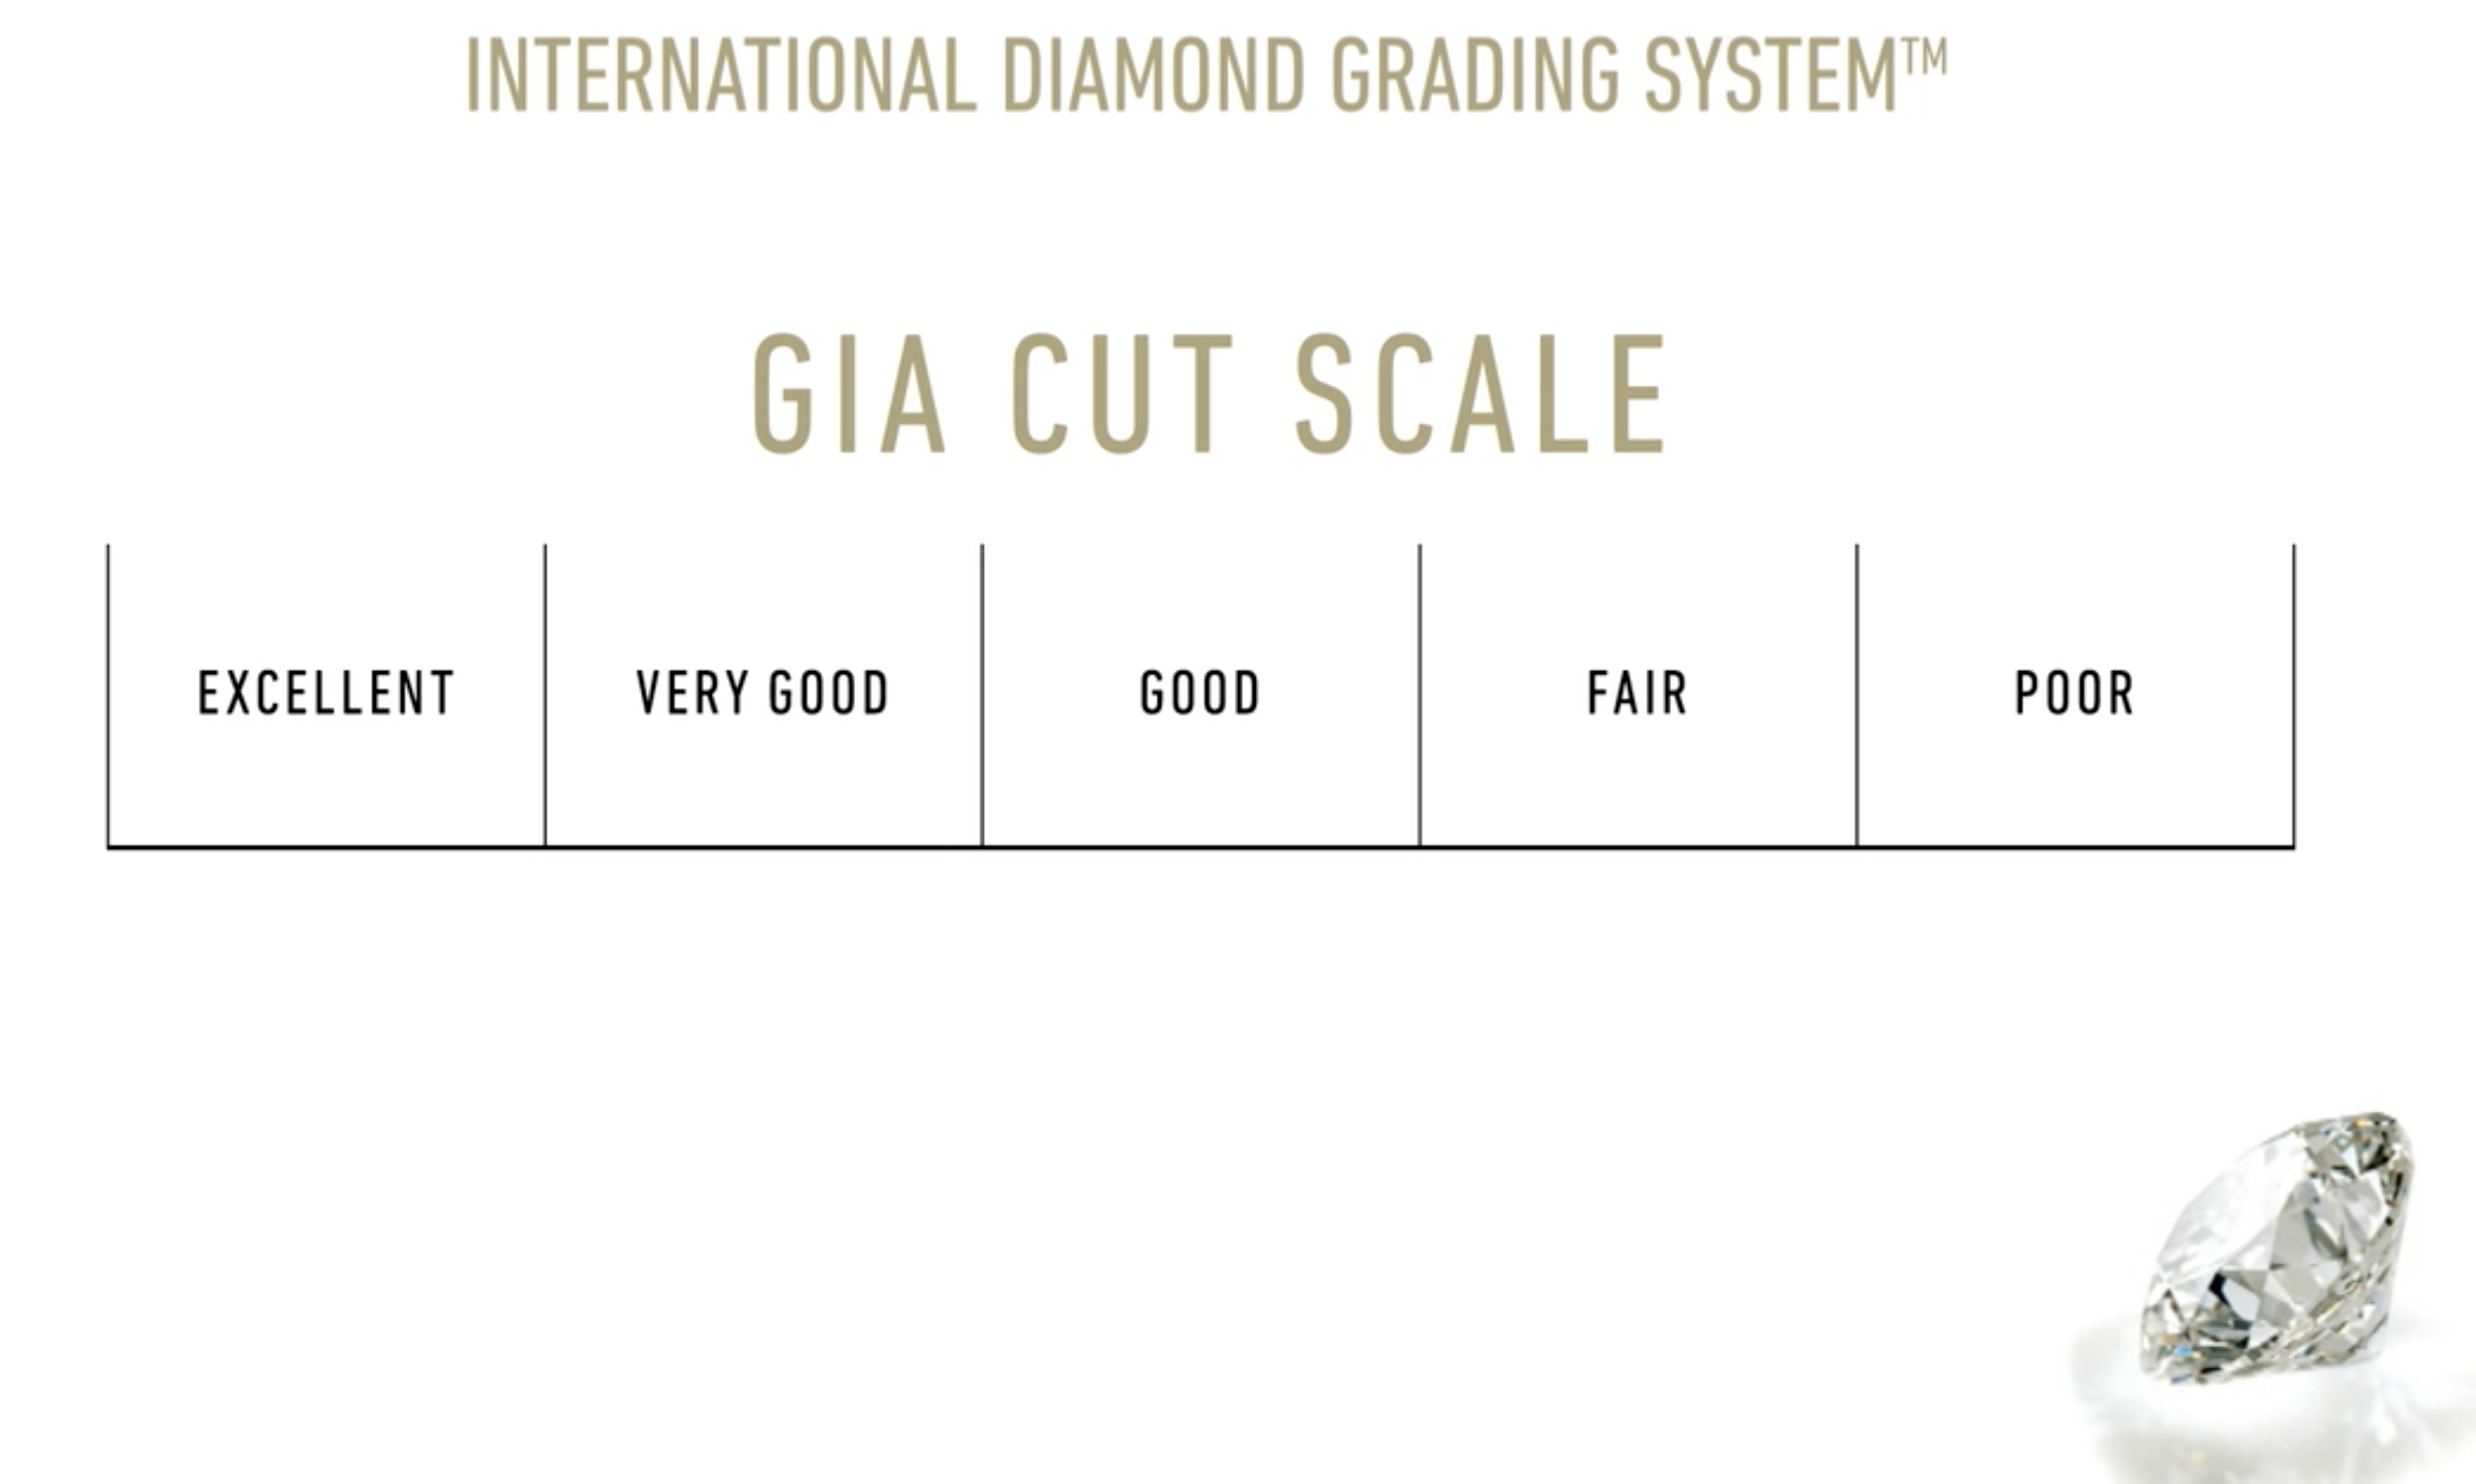 INTERNATIONAL DIAMOND GRADING SYSTEM™
GIA CUT SCALE
EXCELLENT VERY GOOD GOOD FAIR POOR